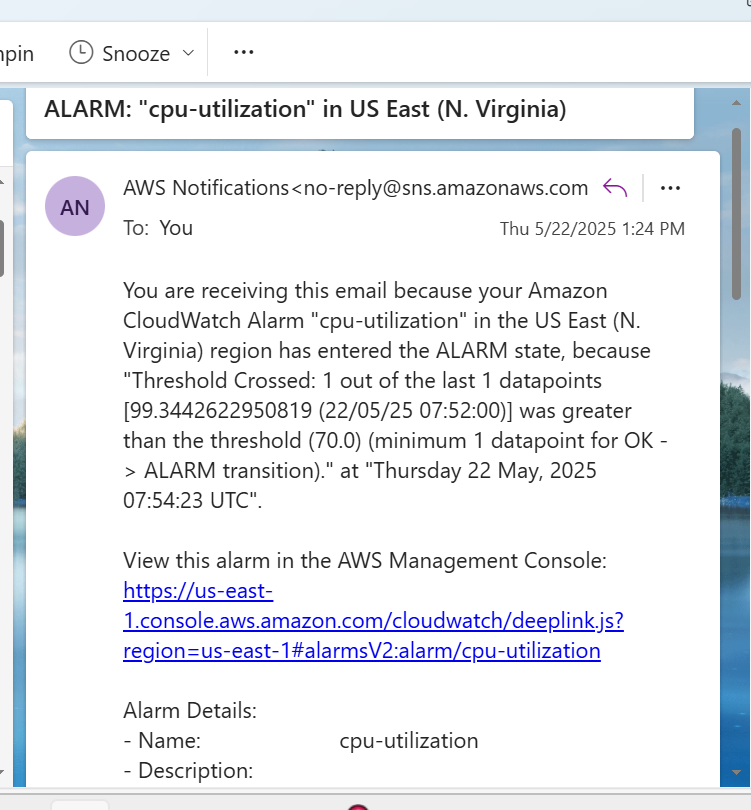 Snooze
ALARM: "cpu-utilization" in US East (N. Virginia)
AN
AWS Notifications<no-reply@sns.amazonaws.com
To: You
Thu 5/22/2025 1:24 PM
You are receiving this email because your Amazon
CloudWatch Alarm "cpu-utilization" in the US East (N.
Virginia) region has entered the ALARM state, because
"Threshold Crossed: 1 out of the last 1 datapoints
[99.3442622950819 (22/05/25 07:52:00)] was greater
than the threshold (70.0) (minimum 1 datapoint for OK -
> ALARM transition)." at "Thursday 22 May, 2025
07:54:23 UTC".
View this alarm in the AWS Management Console:
https://us-east-
1.console.aws.amazon.com/cloudwatch/deeplink.js?
region=us-east-1#alarmsV2:alarm/cpu-utilization
Alarm Details:
- Name: cpu-utilization
- Description: